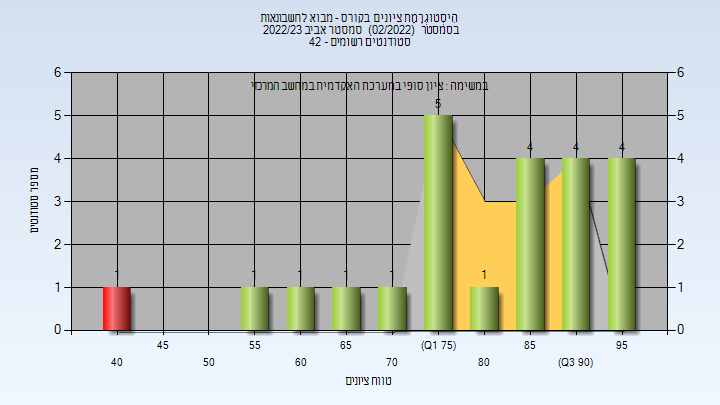 היסטוגרמת ציונים בקורס - מבוא לחשבונאות
בסמסטר (02/2022) סמסטר אביב 2022/23
סטודנטים רשומים - 42
במשימה : ציון סופי במערכת האקדמית במחשב המרכזי
מספר סטודנטים
6 6
5 5
4 4
3 3
2 2
1 1
0 0
1 1 1 1 1 5 1 4 4 4
45 55 65 (Q1 75) 85 95
40 50 60 70 80 (Q3 90)
טווח ציונים